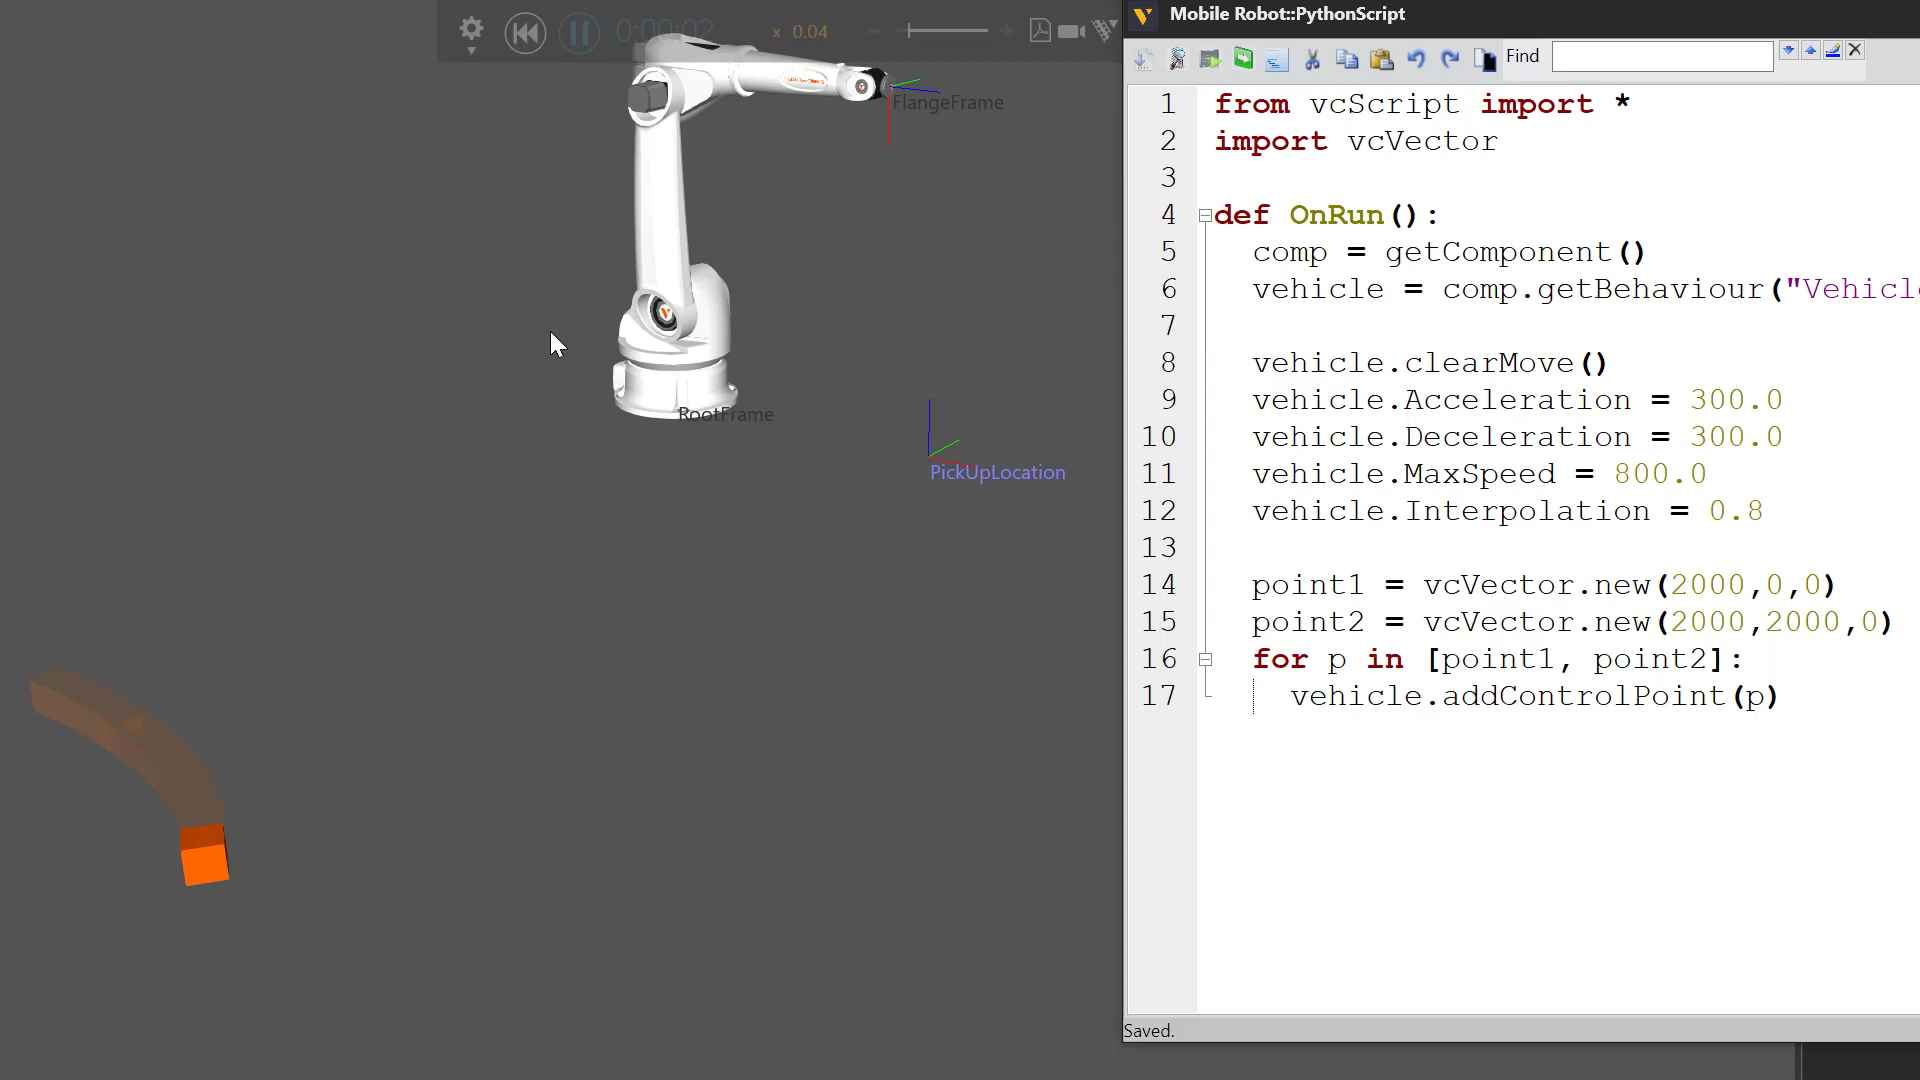 Mobile Robot::PythonScript
0:00:02
x 0.04
Find
FlangeFrame
RootFrame
PickUpLocation
1 from vcScript import *
2 import vcVector
3
4 def OnRun():
5 comp = getComponent()
6 vehicle = comp.getBehaviour("Vehicl
7
8 vehicle.clearMove()
9 vehicle.Acceleration = 300.0
10 vehicle.Deceleration = 300.0
11 vehicle.MaxSpeed = 800.0
12 vehicle.Interpolation = 0.8
13
14 point1 = vcVector.new(2000,0,0)
15 point2 = vcVector.new(2000,2000,0)
16 for p in [point1, point2]:
17 vehicle.addControlPoint(p)
Saved.